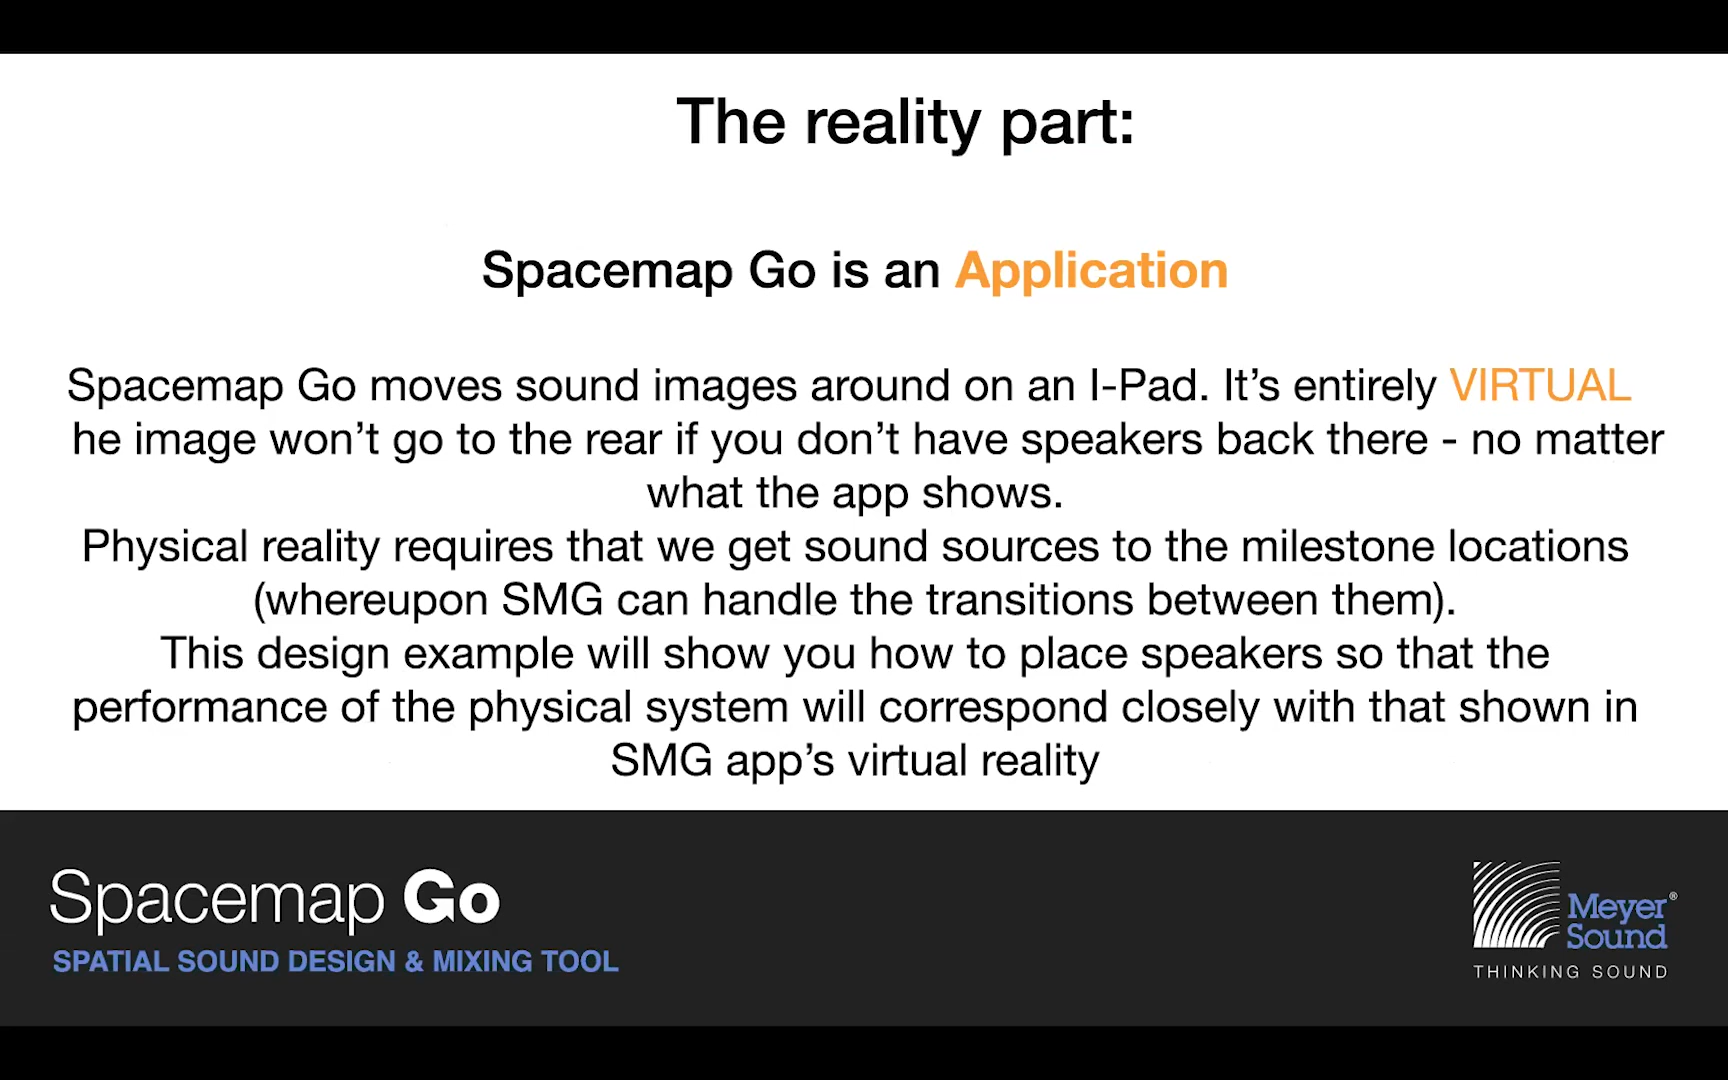 The reality part:
Spacemap Go is an Application
Spacemap Go moves sound images around on an I-Pad. It’s entirely VIRTUAL
he image won’t go to the rear if you don’t have speakers back there - no matter
what the app shows.
Physical reality requires that we get sound sources to the milestone locations
(whereupon SMG can handle the transitions between them).
This design example will show you how to place speakers so that the
performance of the physical system will correspond closely with that shown in
SMG app’s virtual reality
Spacemap Go
SPATIAL SOUND DESIGN & MIXING TOOL
Meyer®
Sound
THINKING SOUND